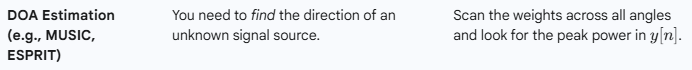 DOA Estimation
(e.g., MUSIC,
ESPRIT)
You need to find the direction of an
unknown signal source.
Scan the weights across all angles
and look for the peak power in y[n].